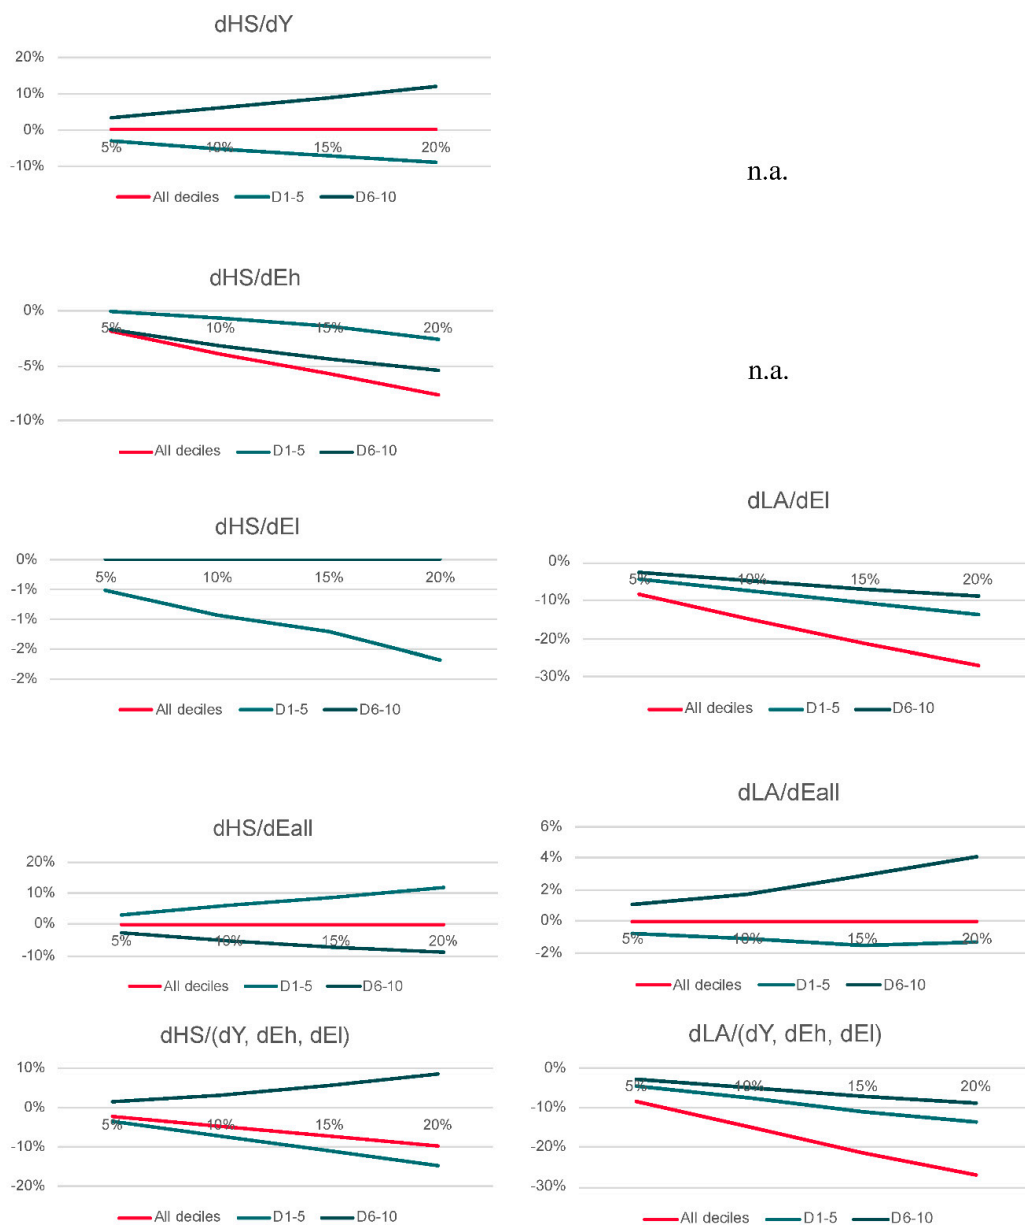 dHS/dY
20%
10%
0%
5% 10% 15% 20%
-10%
All deciles D1-5 D6-10
n.a.
dHS/dEh
0%
5% 10% 15% 20%
-5%
-10%
All deciles D1-5 D6-10
n.a.
dHS/dEl
0%
5% 10% 15% 20%
-1%
-1%
-2%
-2%
All deciles D1-5 D6-10
dLA/dEl
0%
5% 10% 15% 20%
-10%
-20%
-30%
All deciles D1-5 D6-10
dHS/dEall
20%
10%
0%
5% 10% 15% 20%
-10%
All deciles D1-5 D6-10
dLA/dEall
6%
4%
2%
0%
5% 10% 15% 20%
-2%
All deciles D1-5 D6-10
dHS/(dY, dEh, dEl)
10%
0%
5% 10% 15% 20%
-10%
-20%
All deciles D1-5 D6-10
dLA/(dY, dEh, dEl)
0%
5% 10% 15% 20%
-10%
-20%
-30%
All deciles D1-5 D6-10